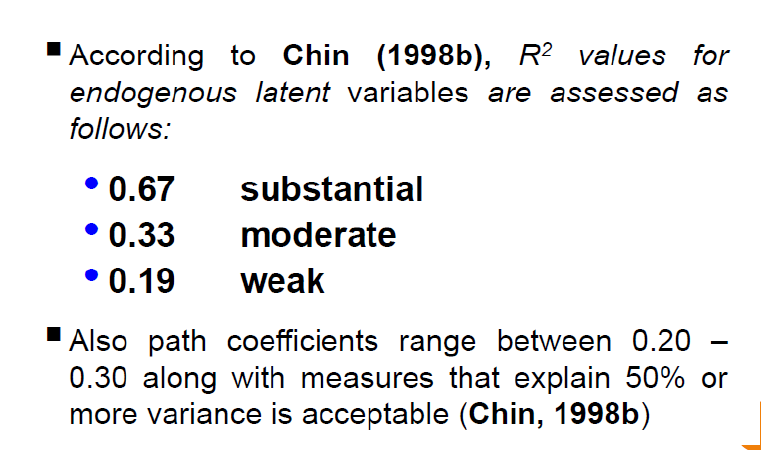 ▪ According to Chin (1998b), R² values for
endogenous latent variables are assessed as
follows:
• 0.67 substantial
• 0.33 moderate
• 0.19 weak
▪ Also path coefficients range between 0.20 –
0.30 along with measures that explain 50% or
more variance is acceptable (Chin, 1998b)